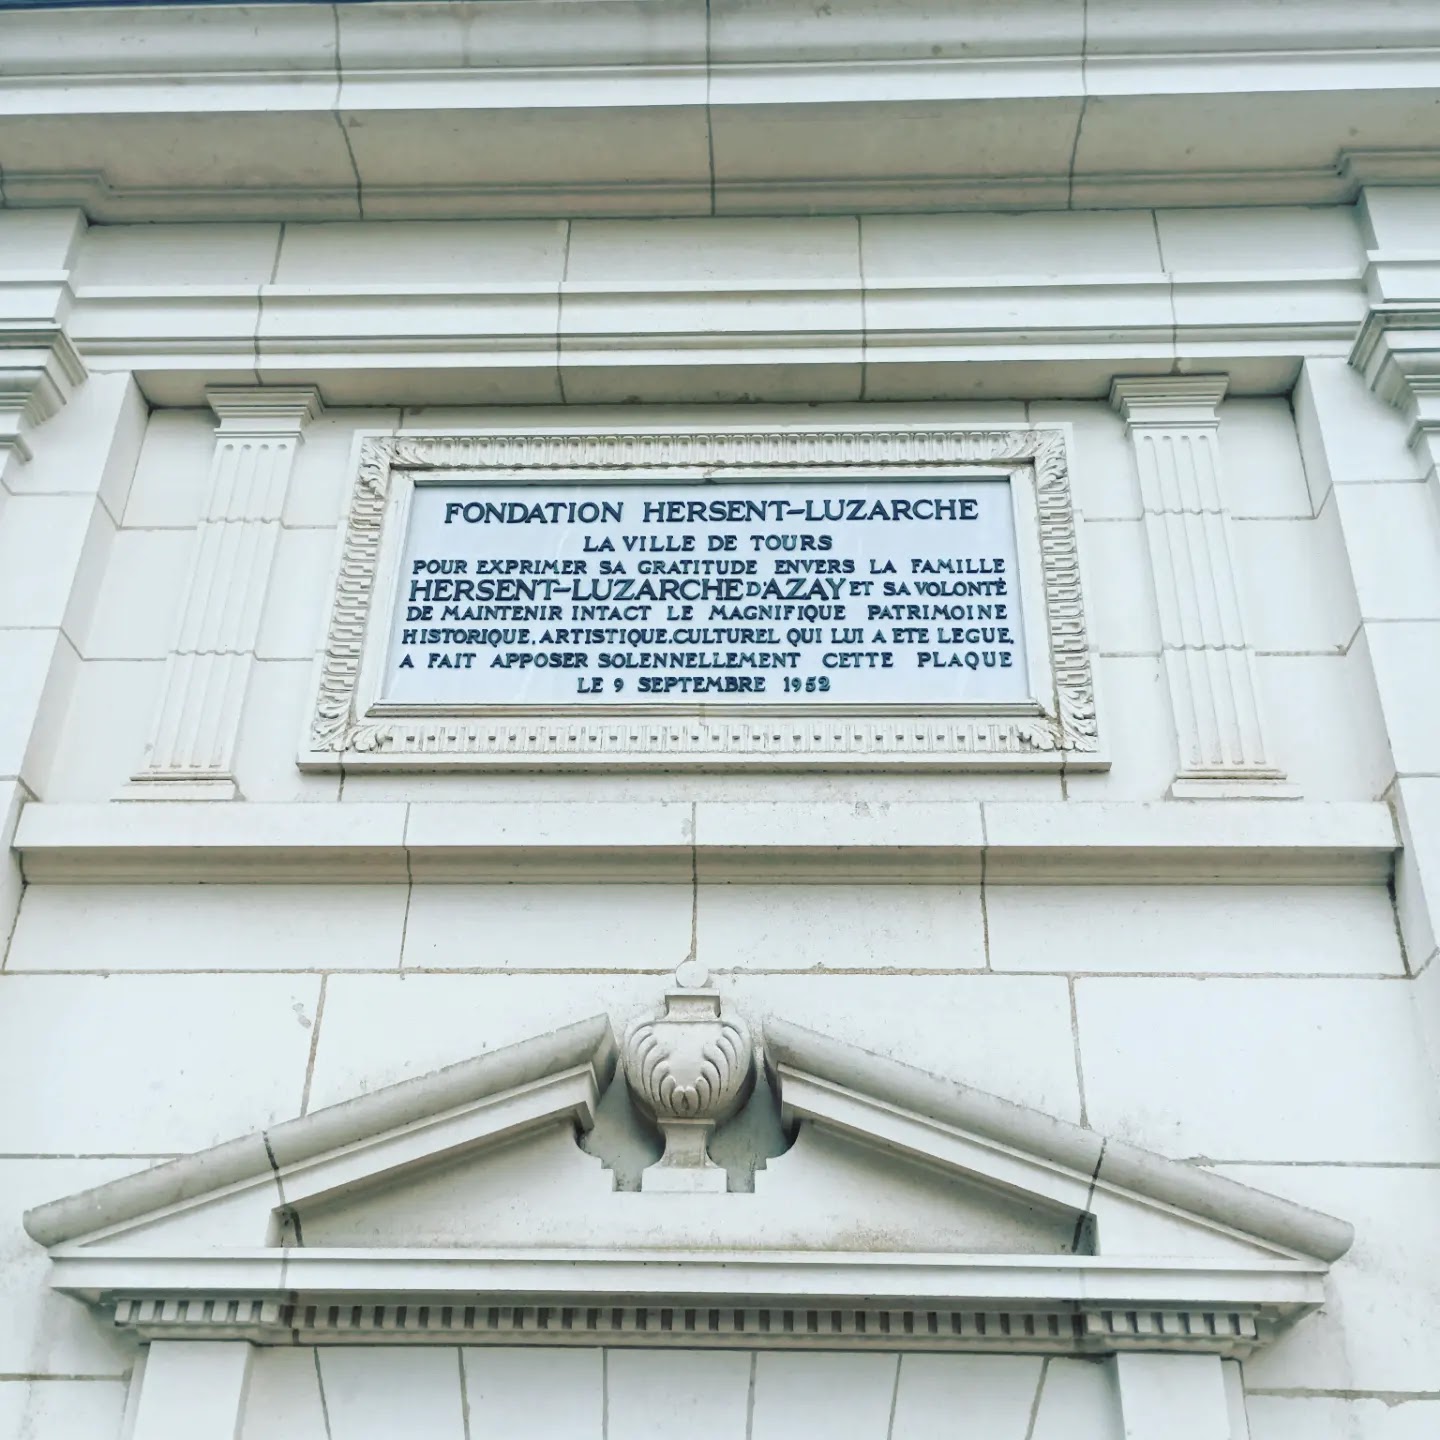 FONDATION HERSENT-LUZARCHE
LA VILLE DE TOURS
POUR EXPRIMER SA GRATITUDE ENVERS LA FAMILLE
HERSENT-LUZARCHE D'AZAY ET SA VOLONTÉ
DE MAINTENIR INTACT LE MAGNIFIQUE PATRIMOINE
HISTORIQUE, ARTISTIQUE.CULTUREL QUI LUI A ETE LEGUE,
A FAIT APPOSER SOLENNELLEMENT CETTE PLAQUE
LE 9 SEPTEMBRE 1952